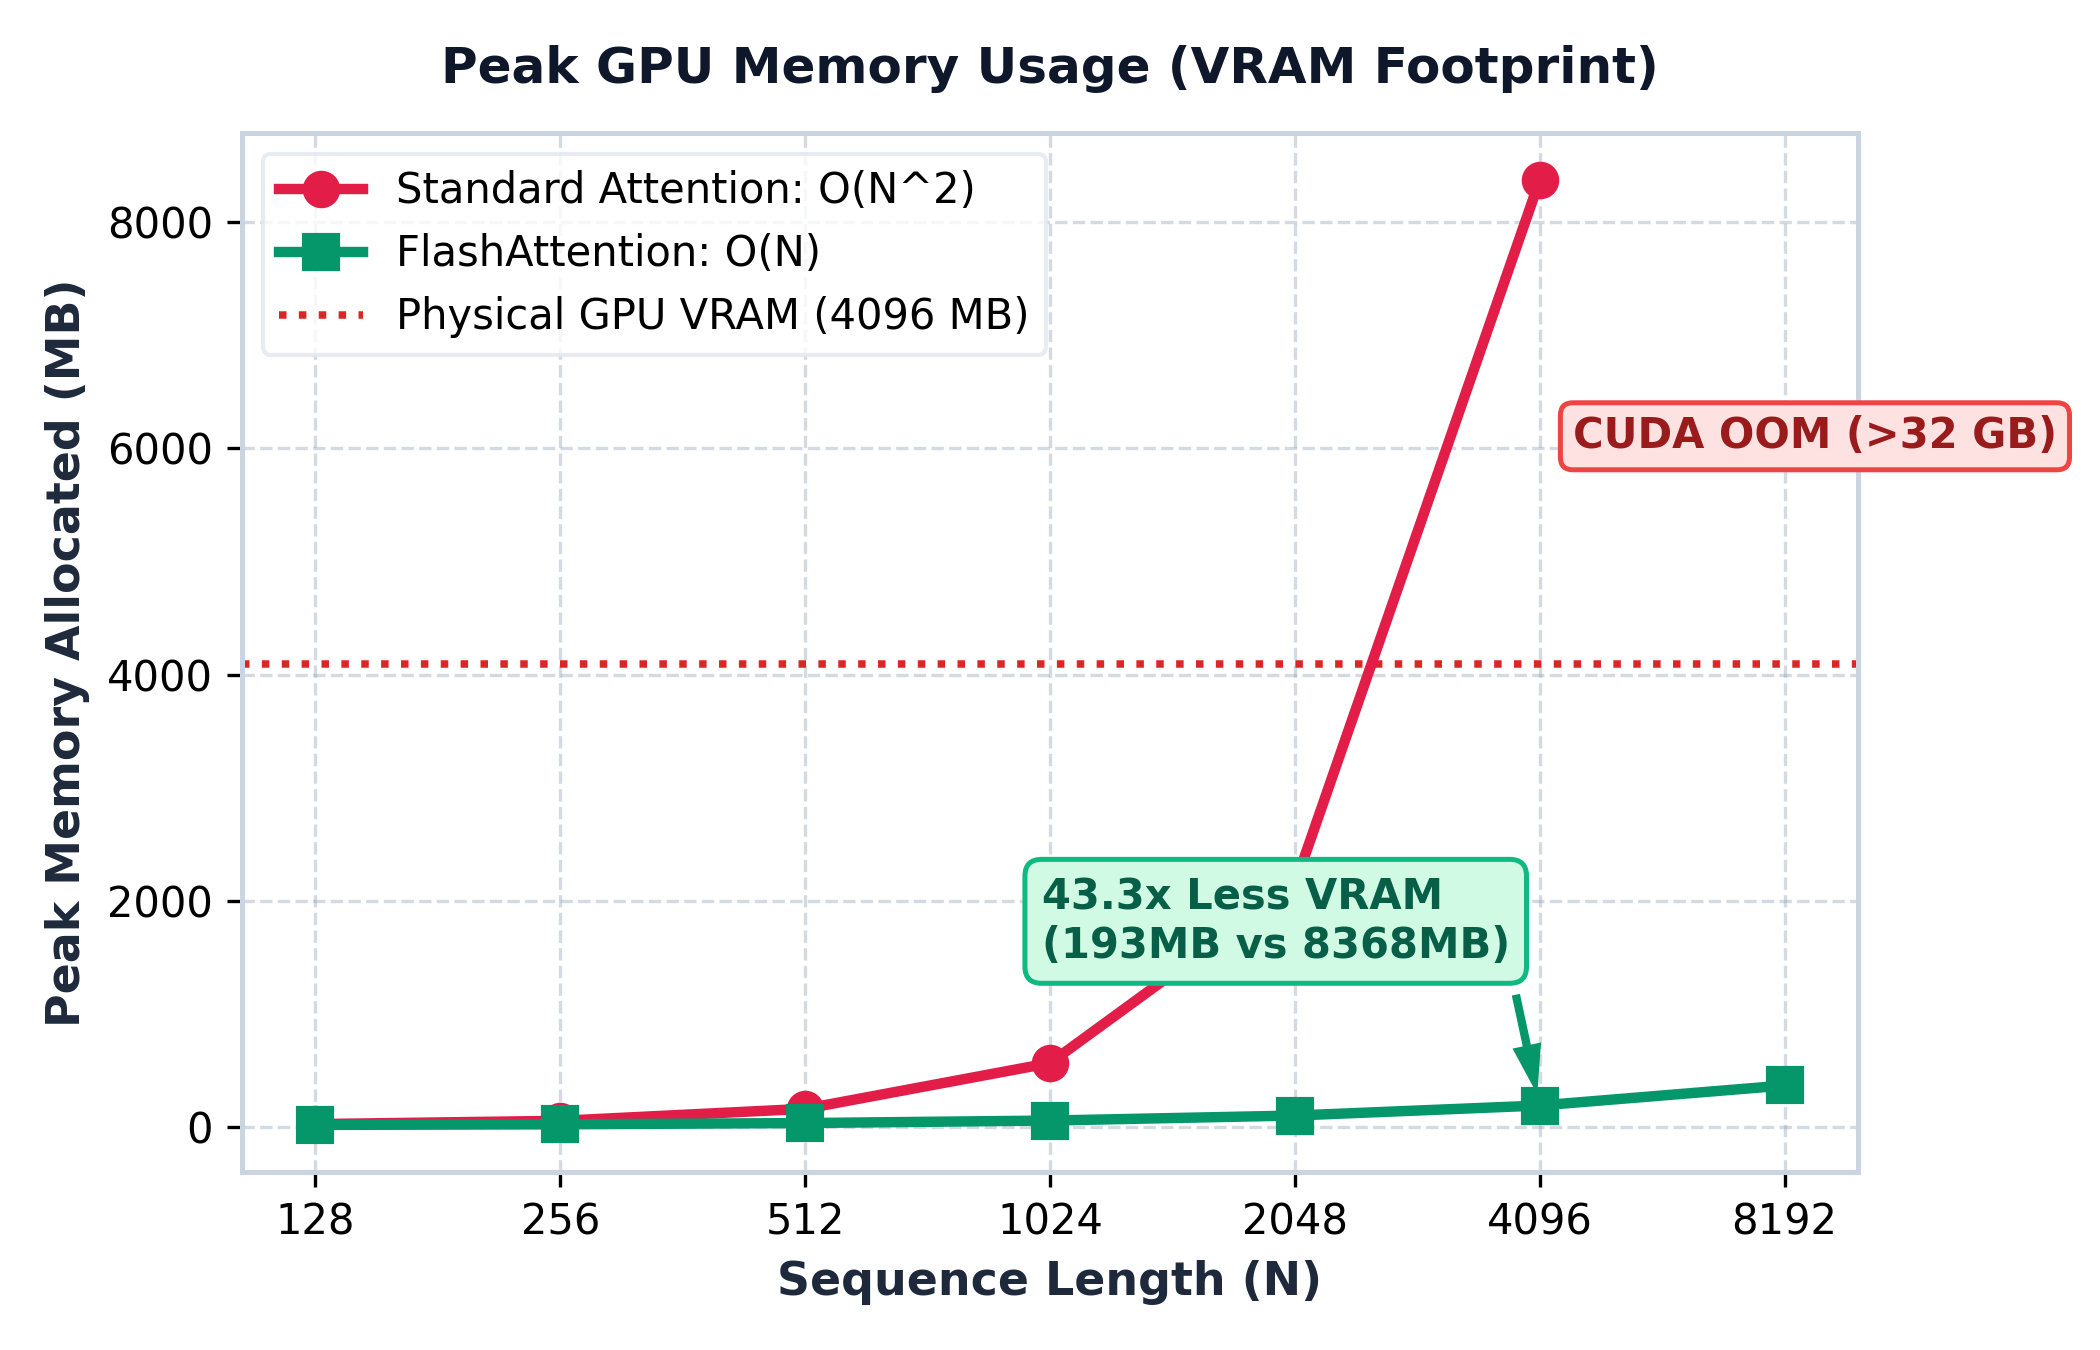 Peak GPU Memory Usage (VRAM Footprint)
Standard Attention: O(N^2)
FlashAttention: O(N)
Physical GPU VRAM (4096 MB)
Peak Memory Allocated (MB)
8000
6000
4000
2000
0
CUDA OOM (>32 GB)
43.3x Less VRAM
(193MB vs 8368MB)
128 256 512 1024 2048 4096 8192
Sequence Length (N)